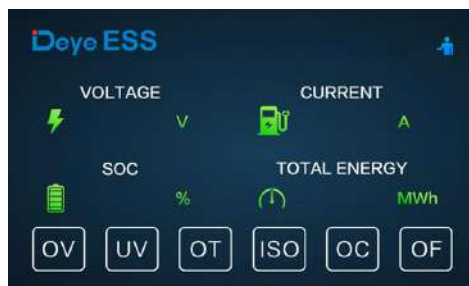 Deye ESS
VOLTAGE CURRENT
V A
SOC TOTAL ENERGY
% MWh
OV UV OT ISO OC OF